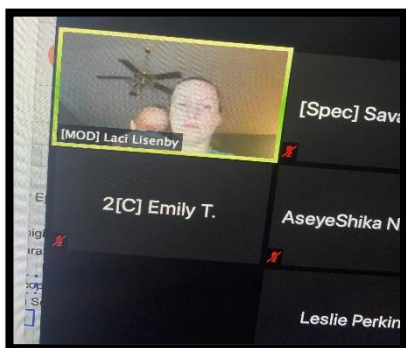 [MOD] Laci Lisenby
[Spec] Sava
2[C] Emily T.
AseyeShika N
Leslie Perkin